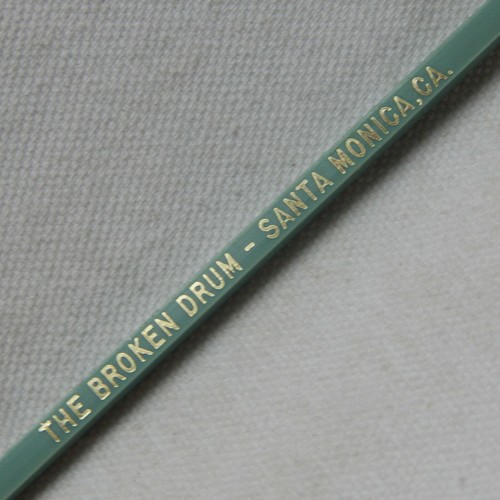 THE BROKEN DRUM - SANTA MONICA, CA.